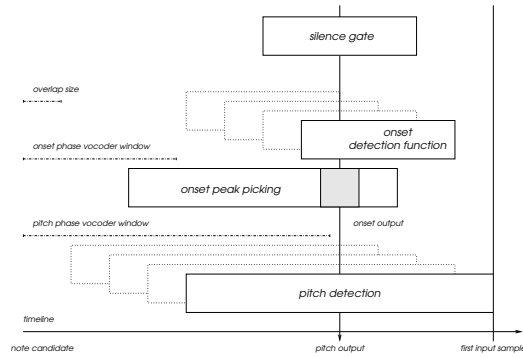 silence gate
overlap size
onset
detection function
onset phase vocoder window
onset peak picking
pitch phase vocoder window
onset output
pitch detection
timeline
note candidate
pitch output
first input sample